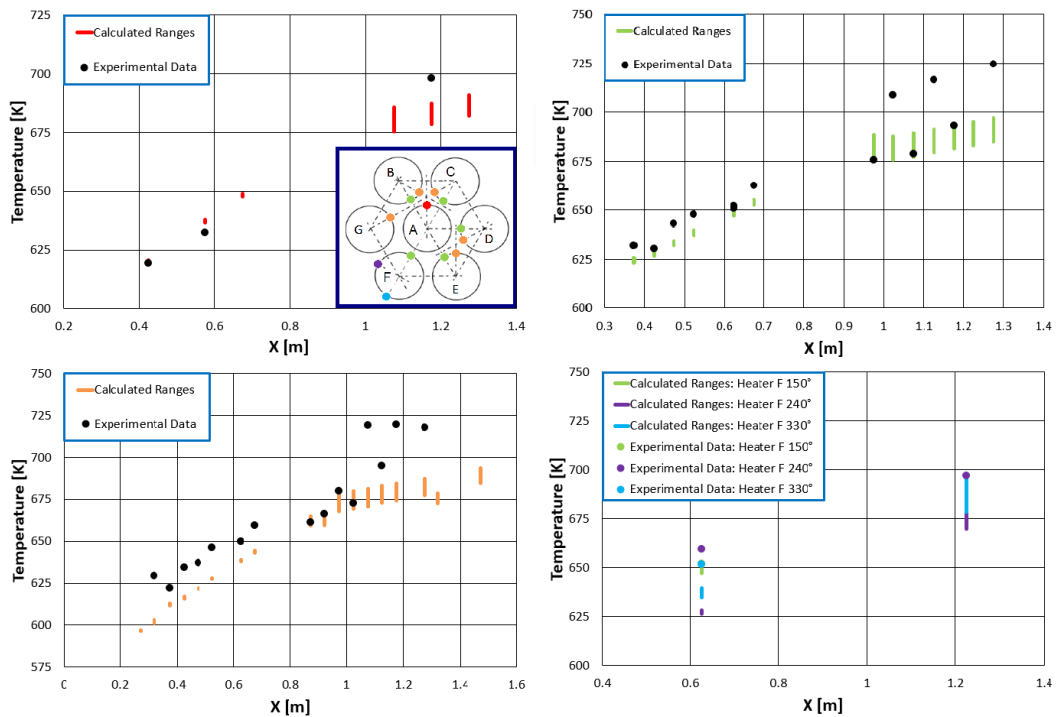 725
700
675
650
625
600
Temperature [K]
Calculated Ranges
Experimental Data
B
C
G
A
D
F
E
0.2
0.4
0.6
0.8
1
1.2
1.4
X [m]
750
725
700
675
650
625
600
Temperature [K]
Calculated Ranges
Experimental Data
0.3
0.4
0.5
0.6
0.7
0.8
0.9
1
1.1
1.2
1.3
1.4
X [m]
750
725
700
675
650
625
600
575
Temperature [K]
Calculated Ranges
Experimental Data
0
0.2
0.4
0.6
0.8
1
1.2
1.4
1.6
X [m]
750
700
675
650
625
600
Temperature [K]
Calculated Ranges: Heater F 150°
Calculated Ranges: Heater F 240°
Calculated Ranges: Heater F 330°
Experimental Data: Heater F 150°
Experimental Data: Heater F 240°
Experimental Data: Heater F 330°
0.4
0.6
0.8
1
1.2
1.4
X [m]